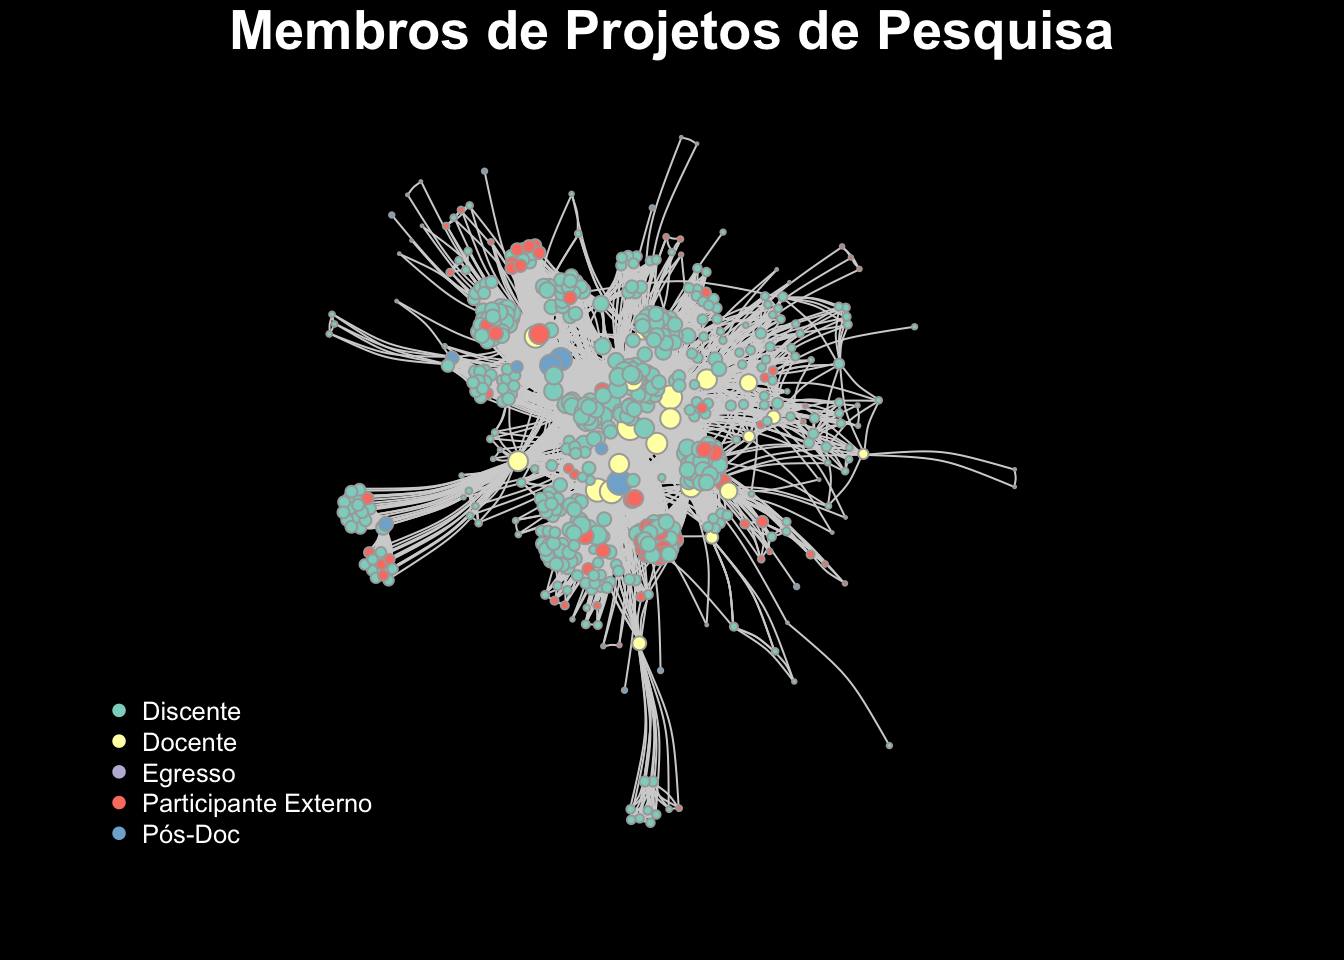 Membros de Projetos de Pesquisa
Discente
Docente
Egresso
Participante Externo
Pós-Doc